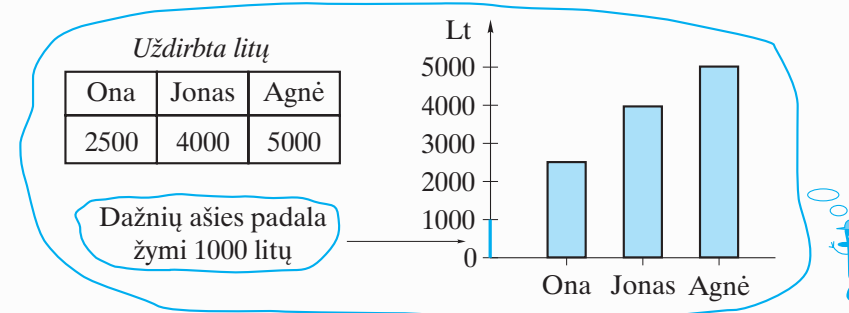 Uždirbta litų
Ona Jonas Agnė
2500 4000 5000
Dažnių ašies padala
žymi 1000 litų
Lt
5000
4000
3000
2000
1000
0
Ona Jonas Agnė